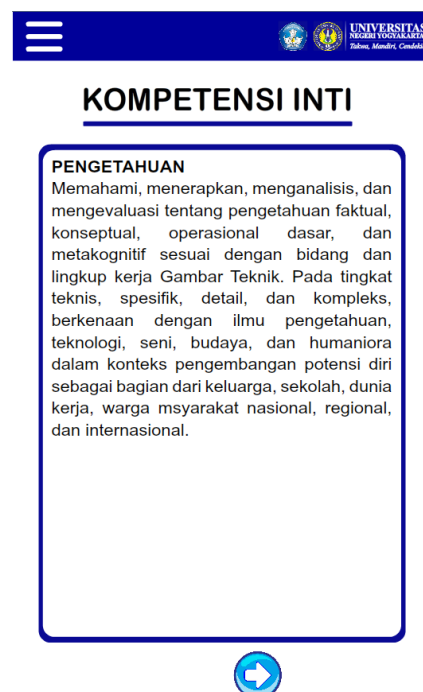 UNIVERSITAS
NEGERI YOGYAKARTA
Takwa, Mandiri, Cendekia
KOMPETENSI INTI
PENGETAHUAN
Memahami, menerapkan, menganalisis, dan
mengevaluasi tentang pengetahuan faktual,
konseptual, operasional dasar, dan
metakognitif sesuai dengan bidang dan
lingkup kerja Gambar Teknik. Pada tingkat
teknis, spesifik, detail, dan kompleks,
berkenaan dengan ilmu pengetahuan,
teknologi, seni, budaya, dan humaniora
dalam konteks pengembangan potensi diri
sebagai bagian dari keluarga, sekolah, dunia
kerja, warga msyarakat nasional, regional,
dan internasional.